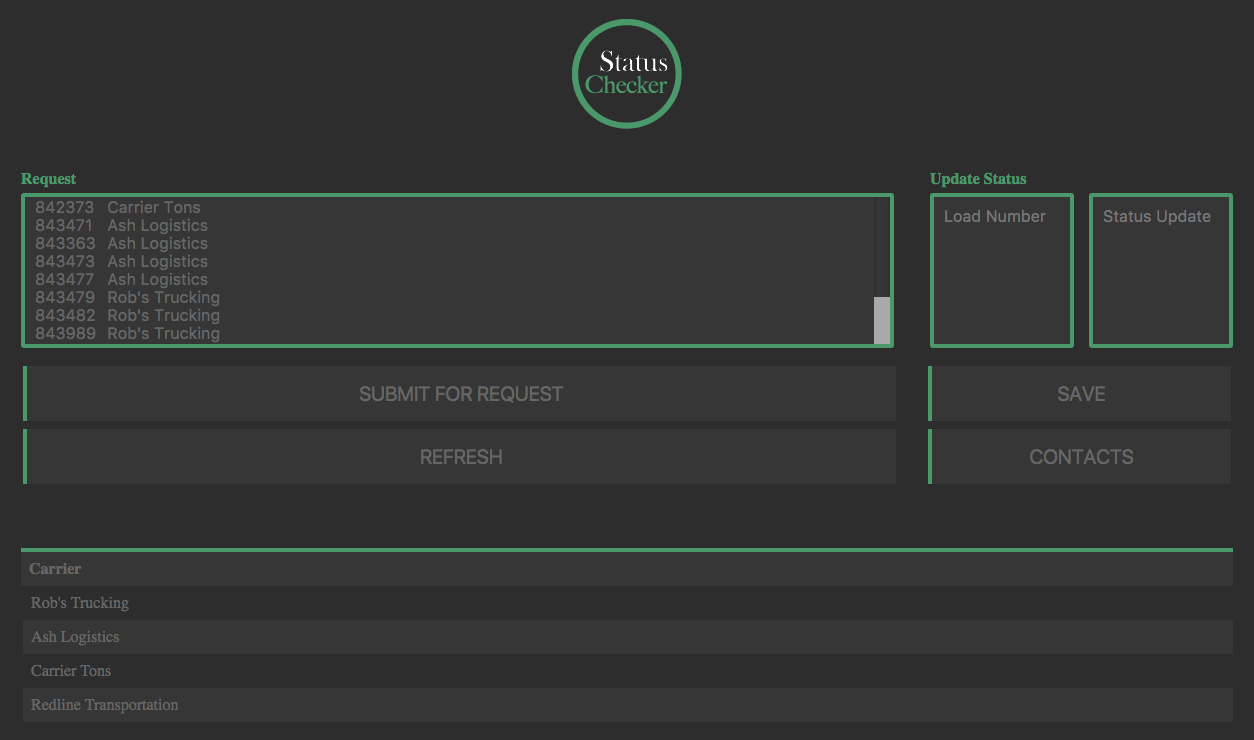 Status
Checker
Request
842373 Carrier Tons
843471 Ash Logistics
843363 Ash Logistics
843473 Ash Logistics
843477 Ash Logistics
843479 Rob's Trucking
843482 Rob's Trucking
843989 Rob's Trucking
SUBMIT FOR REQUEST
REFRESH
Update Status
Load Number
Status Update
SAVE
CONTACTS
Carrier
Rob's Trucking
Ash Logistics
Carrier Tons
Redline Transportation